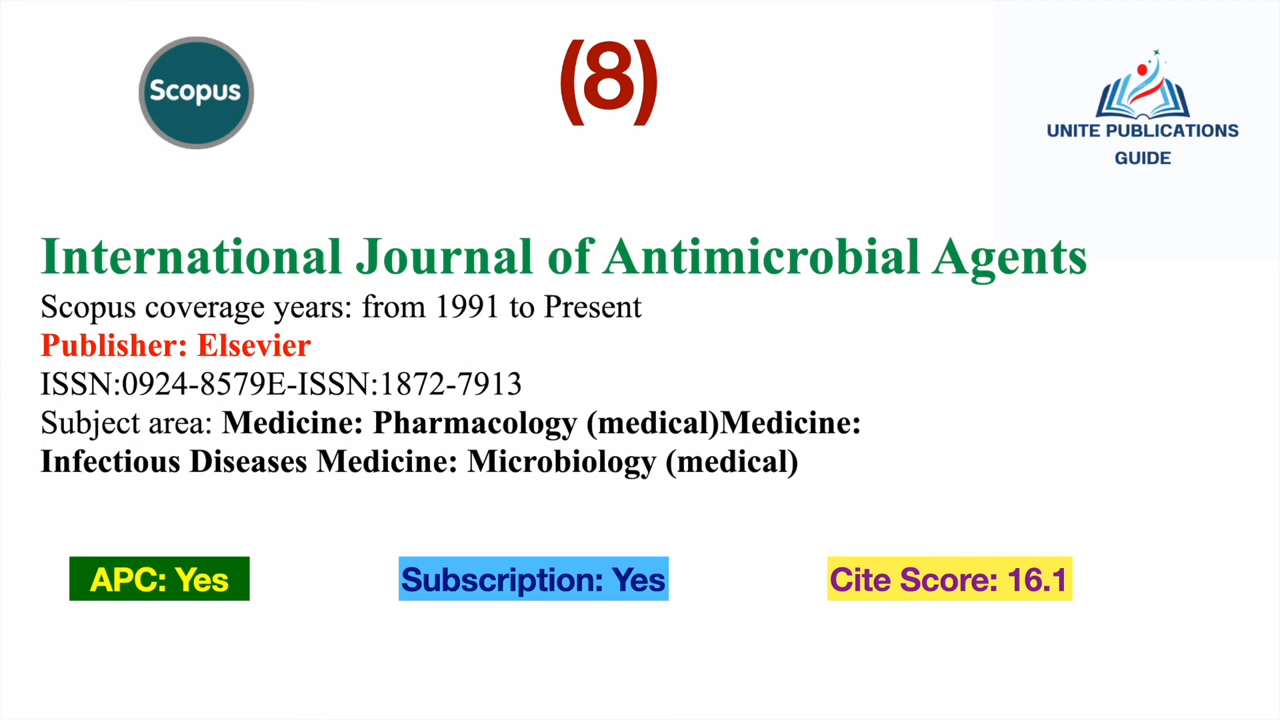 Scopus
(8)
UNITE PUBLICATIONS
GUIDE
International Journal of Antimicrobial Agents
Scopus coverage years: from 1991 to Present
Publisher: Elsevier
ISSN:0924-8579E-ISSN:1872-7913
Subject area: Medicine: Pharmacology (medical)Medicine:
Infectious Diseases Medicine: Microbiology (medical)
APC: Yes
Subscription: Yes
Cite Score: 16.1